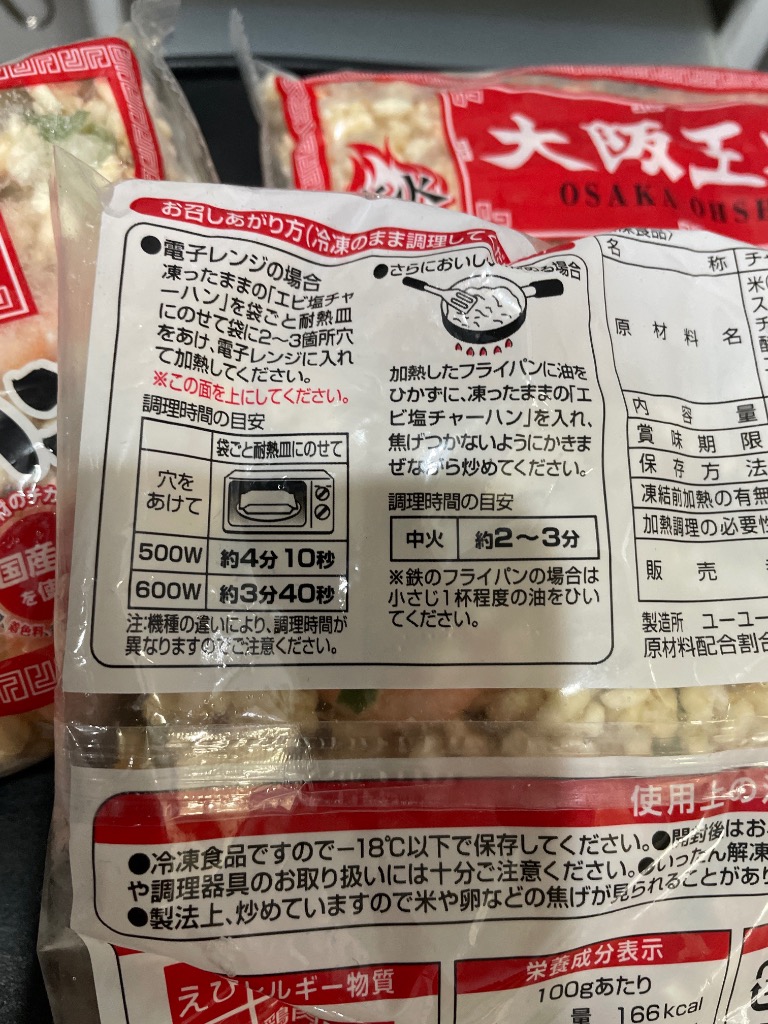 大阪王
OSAKA OHSE
お召しあがり方(冷凍のまま調理して
●電子レンジの場合
凍ったままの「エビ塩チャ
ーハン」を袋ごと耐熱皿
にのせて袋に2〜3箇所穴
をあけ、電子レンジに入れ
て加熱してください。
※この面を上にしてください。
調理時間の目安
袋ごと耐熱皿にのせて
穴を
あけて
500W 約4分10秒
600W 約3分40秒
注:機種の違いにより、調理時間が
異なりますのでご注意ください。
●さらにおいし
場合
加熱したフライパンに油を
ひかずに、凍ったままの「エ
ビ塩チャーハン」を入れ、
焦げつかないようにかきま
ぜながら炒めてください。
調理時間の目安
中火 約2〜3分
※鉄のフライパンの場合は
小さじ1杯程度の油をひい
てください。
名称
原材料名
内容量
賞味期限
保存方法
凍結前加熱の有無
加熱調理の必要性
販売
製造所 ユーユー
原材料配合割合
国産
使用上の
●冷凍食品ですので−18℃以下で保存してください。●開封後はお
や調理器具のお取り扱いには十分ご注意ください。●いったん解凍
●製法上、炒めていますので米や卵などの焦げが見られることがあり
えび
ルギー物質
栄養成分表示
100gあたり
量 166kcal